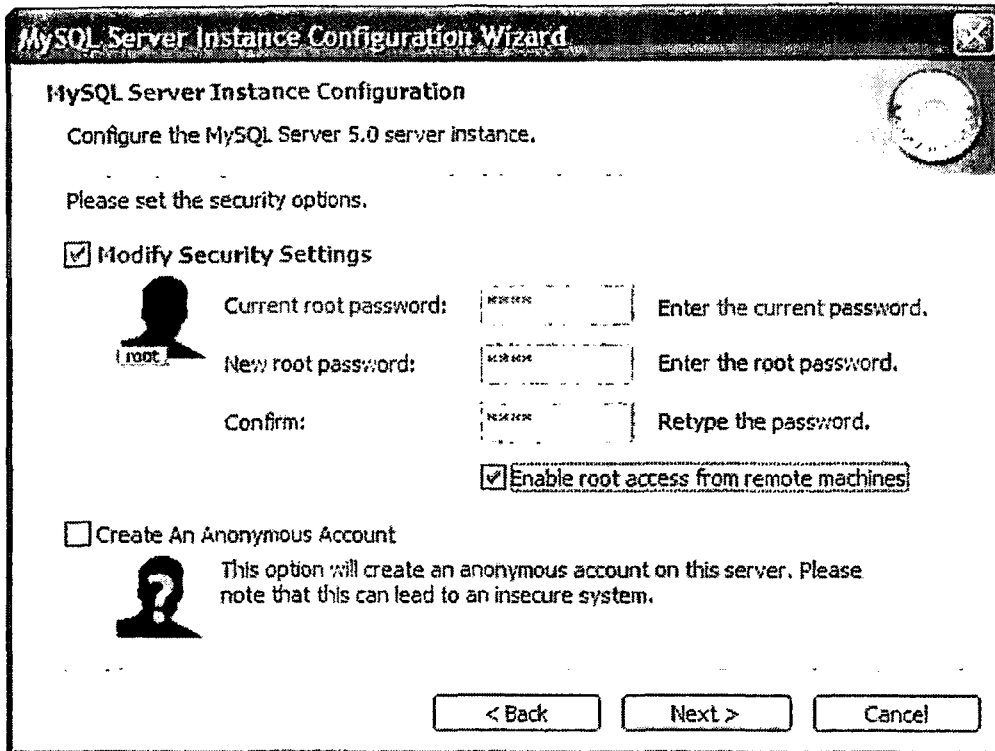 MySQL Server Instance Configuration Wizard
MySQL Server Instance Configuration
Configure the MySQL Server 5.0 server instance.
Please set the security options.
Modify Security Settings
root
Current root password: **** Enter the current password.
New root password: **** Enter the root password.
Confirm: **** Retype the password.
Enable root access from remote machines
Create An Anonymous Account
?
This option will create an anonymous account on this server. Please
note that this can lead to an insecure system.
< Back Next > Cancel